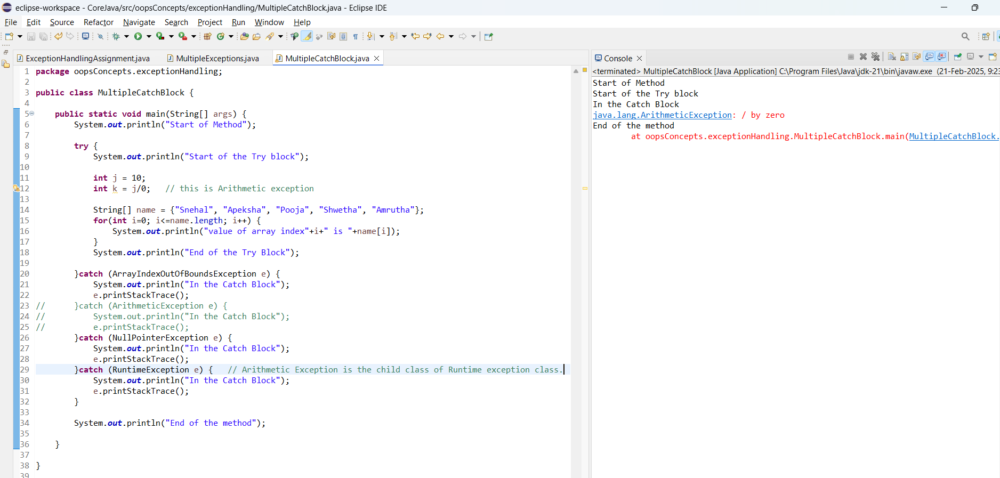 eclipse-workspace - CoreJava/src/oopsConcepts/exceptionHandling/MultipleCatchBlock.java - Eclipse IDE
File Edit Source Refactor Navigate Search Project Run Window Help
ExceptionHandlingAssignment.java MultipleExceptions.java MultipleCatchBlock.java
1 package oopsConcepts.exceptionHandling;
2
3 public class MultipleCatchBlock {
4
5 public static void main(String[] args) {
6 System.out.println("Start of Method");
7
8 try {
9 System.out.println("Start of the Try block");
10
11 int j = 10;
12 int k = j/0; // this is Arithmetic exception
13
14 String[] name = {"Snehal", "Apeksha", "Pooja", "Shwetha", "Amrutha"};
15 for(int i=0; i<=name.length; i++) {
16 System.out.println("value of array index"+i+" is "+name[i]);
17 }
18 System.out.println("End of the Try Block");
19
20 }catch (ArrayIndexOutOfBoundsException e) {
21 System.out.println("In the Catch Block");
22 e.printStackTrace();
23 // }catch (ArithmeticException e) {
24 // System.out.println("In the Catch Block");
25 // e.printStackTrace();
26 }catch (NullPointerException e) {
27 System.out.println("In the Catch Block");
28 e.printStackTrace();
29 }catch (RuntimeException e) { // Arithmetic Exception is the child class of Runtime exception class.
30 System.out.println("In the Catch Block");
31 e.printStackTrace();
32 }
33
34 System.out.println("End of the method");
35
36 }
37
38 }
39
Console
<terminated> MultipleCatchBlock [Java Application] C:\Program Files\Java\jdk-21\bin\javaw.exe (21-Feb-2025, 9:23
Start of Method
Start of the Try block
In the Catch Block
java.lang.ArithmeticException: / by zero
End of the method
at oopsConcepts.exceptionHandling.MultipleCatchBlock.main(MultipleCatchBlock.